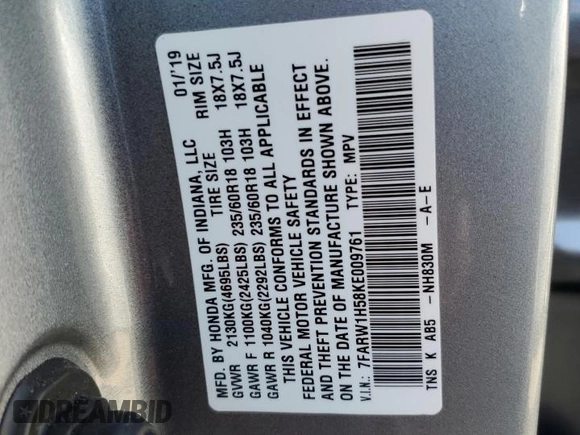 MFD. BY HONDA MFG. OF INDIANA, LLC 01/'19
TIRE SIZE RIM SIZE
GVWR 2130KG(4695LBS)
GAWR F 1100KG(2425LBS) 235/60R18 103H 18X7.5J
GAWR R 1040KG(2292LBS) 235/60R18 103H 18X7.5J
THIS VEHICLE CONFORMS TO ALL APPLICABLE
FEDERAL MOTOR VEHICLE SAFETY
AND THEFT PREVENTION STANDARDS IN EFFECT
ON THE DATE OF MANUFACTURE SHOWN ABOVE.
V.I.N.: 7FARW1H58KE009761 TYPE: MPV
TNS K AB5 -NH830M -A-E
DREAMBID